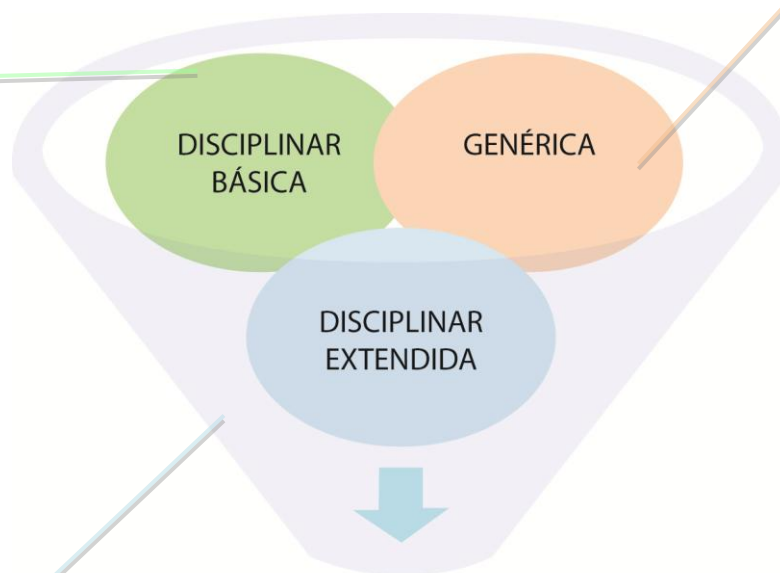 DISCIPLINAR
BÁSICA
GENÉRICA
DISCIPLINAR
EXTENDIDA